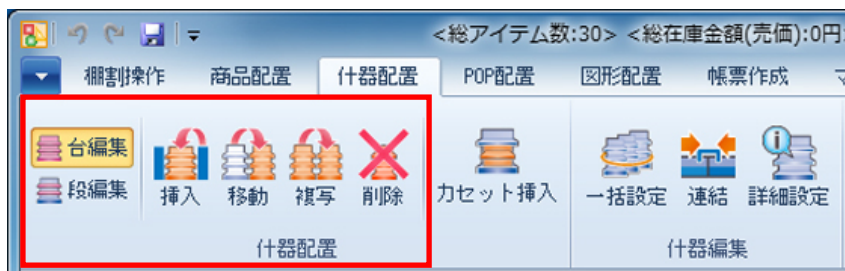 <総アイテム数:30> <総在庫金額(売価):0円
棚割操作 商品配置 什器配置 POP配置 図形配置 帳票作成
台編集
段編集
挿入 移動 複写 削除 カセット挿入 一括設定 連結 詳細設定
什器配置 什器編集